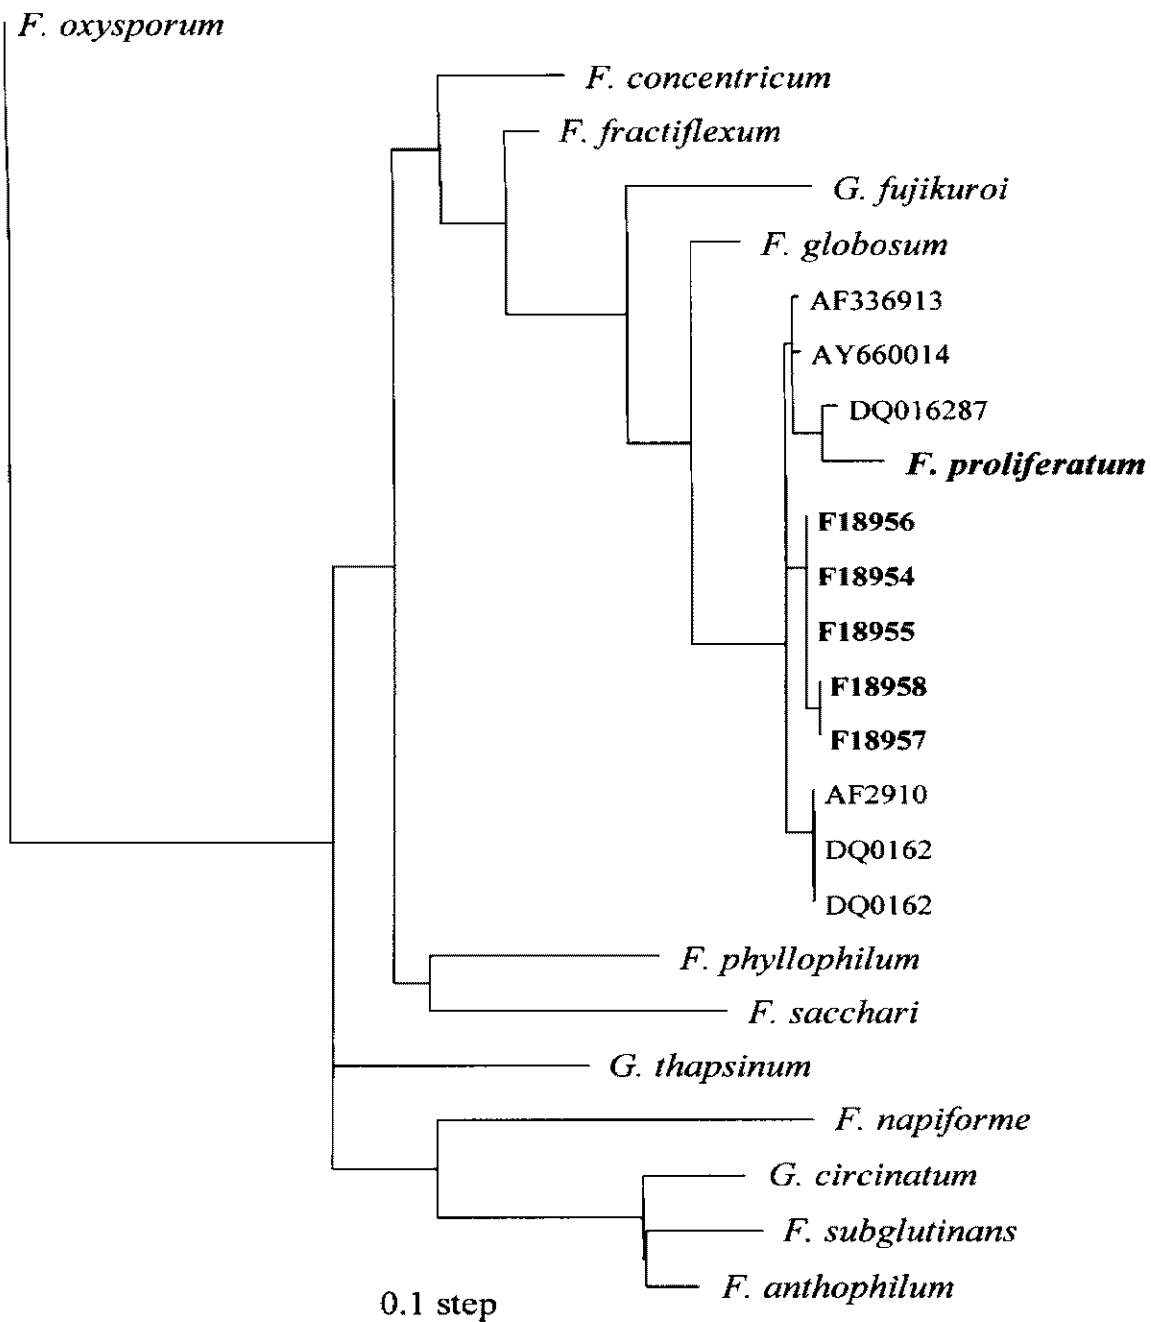 F. oxysporum
F. concentricum
F. fractiflexum
G. fujikuroi
F. globosum
AF336913
AY660014
DQ016287
F. proliferatum
F18956
F18954
F18955
F18958
F18957
AF2910
DQ0162
DQ0162
F. phyllophilum
F. sacchari
G. thapsinum
F. napiforme
G. circinatum
F. subglutinans
F. anthophilum
0.1 step